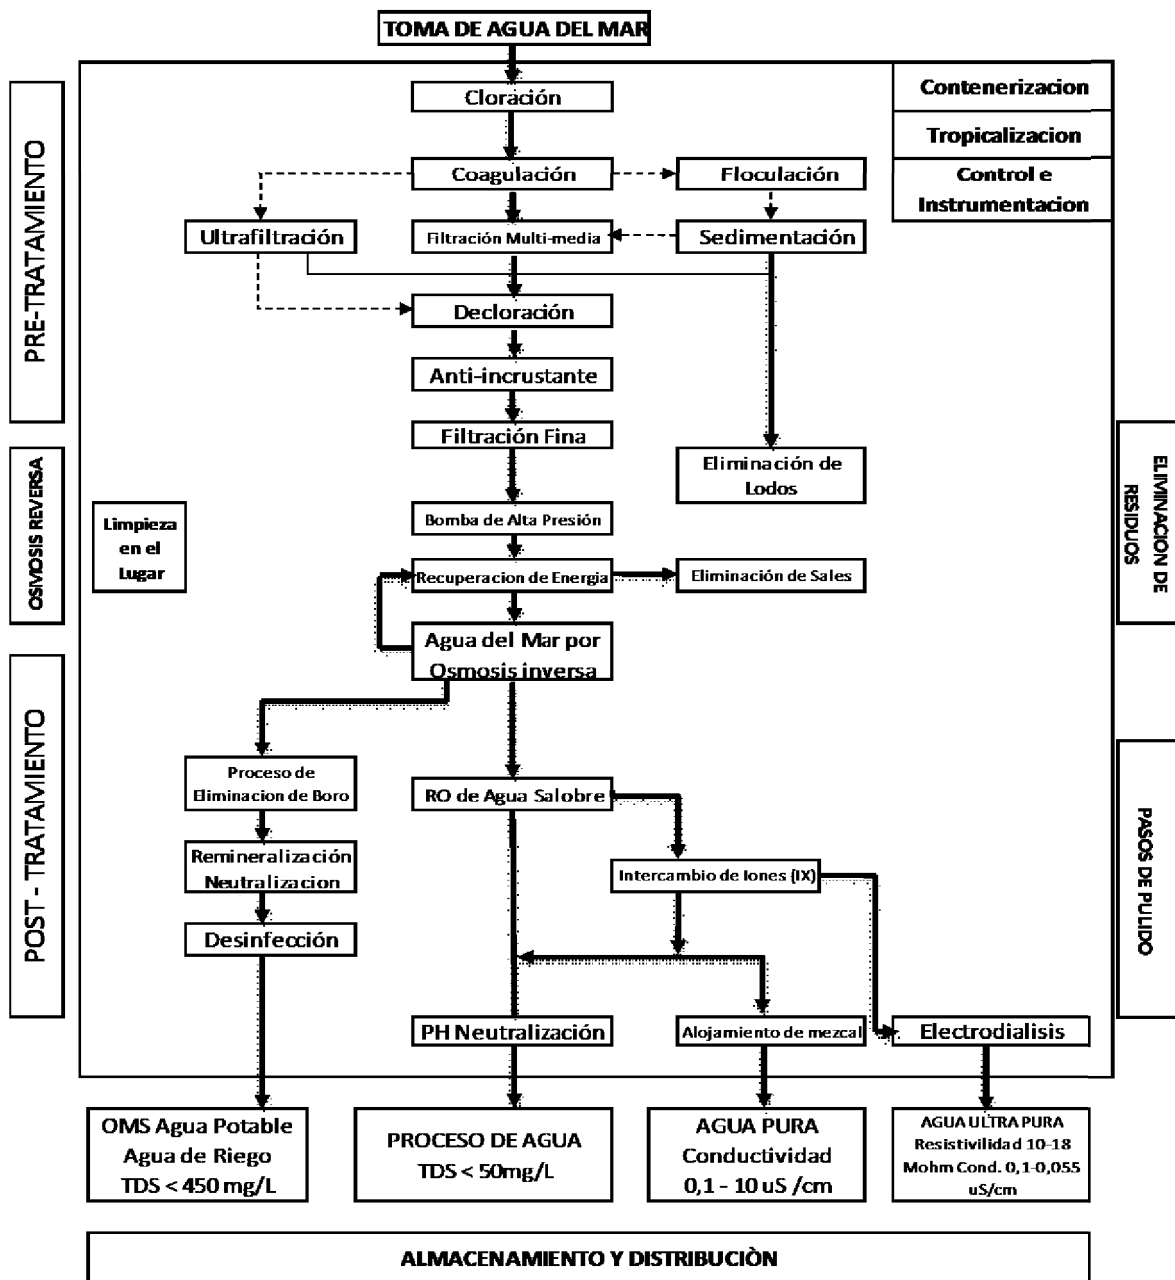 TOMA DE AGUA DEL MAR
PRE-TRATAMIENTO
Cloración
Contenerizacion
Tropicalizacion
Control e
Instrumentacion
Coagulación
Floculación
Ultrafiltración
Filtración Multi-media
Sedimentación
Decloración
Anti-incrustante
Filtración Fina
Eliminación de
Lodos
OSMOSIS REVERSA
Limpieza
en el
Lugar
Bomba de Alta Presión
Recuperacion de Energia
Eliminación de Sales
ELIMINACION DE
RESIDUOS
Agua del Mar por
Osmosis inversa
POST - TRATAMIENTO
Proceso de
Eliminacion de Boro
RO de Agua Salobre
PASOS DE PULIDO
Remineralización
Neutralizacion
Intercambio de Iones (IX)
Desinfección
PH Neutralización
Alojamiento de mezcal
Electrodialisis
OMS Agua Potable
Agua de Riego
TDS < 450 mg/L
PROCESO DE AGUA
TDS < 50mg/L
AGUA PURA
Conductividad
0,1 - 10 uS /cm
AGUA ULTRA PURA
Resistivilidad 10-18
Mohm Cond. 0,1-0,055
uS/cm
ALMACENAMIENTO Y DISTRIBUCIÒN